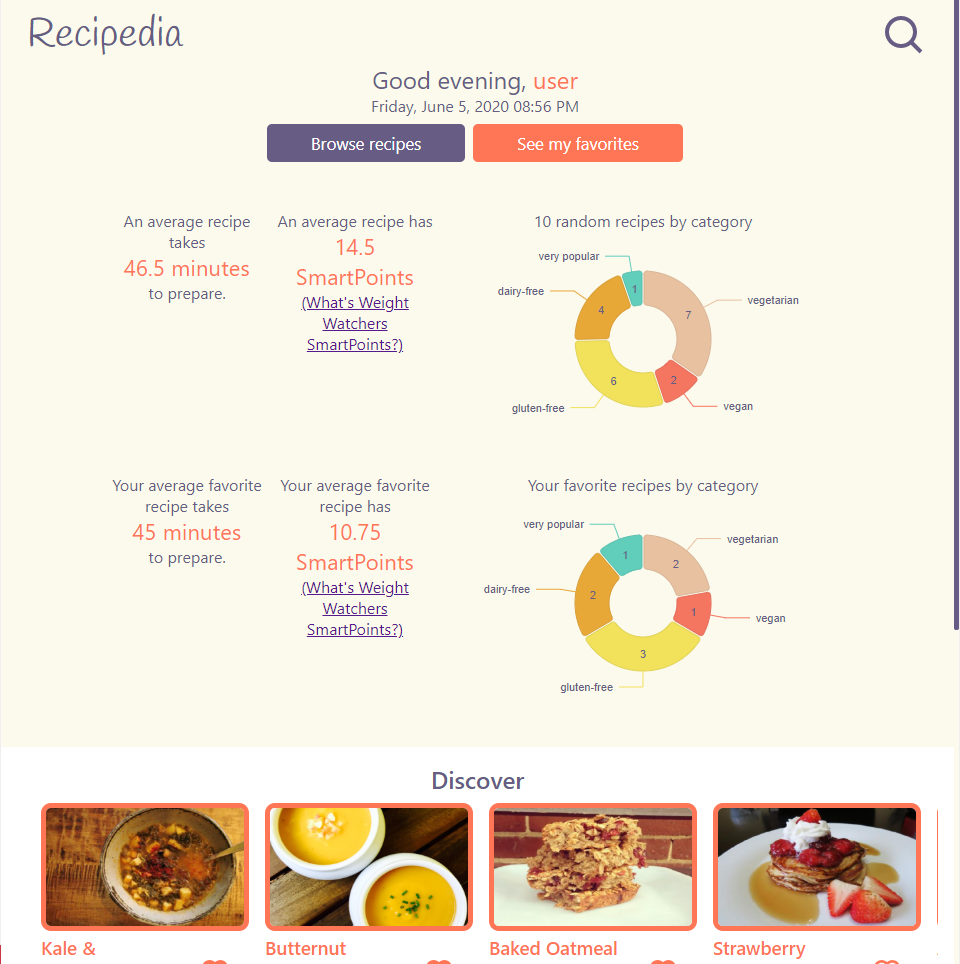 Recipedia
Good evening, user
Friday, June 5, 2020 08:56 PM
Browse recipes
See my favorites
An average recipe
takes
46.5 minutes
to prepare.
An average recipe has
14.5
SmartPoints
(What's Weight
Watchers
SmartPoints?)
10 random recipes by category
very popular
1
dairy-free
4
vegetarian
7
6
2
gluten-free
vegan
Your average favorite
recipe takes
45 minutes
to prepare.
Your average favorite
recipe has
10.75
SmartPoints
(What's Weight
Watchers
SmartPoints?)
Your favorite recipes by category
very popular
1
vegetarian
2
dairy-free
2
1
vegan
3
gluten-free
Discover
Kale &
Butternut
Baked Oatmeal
Strawberry